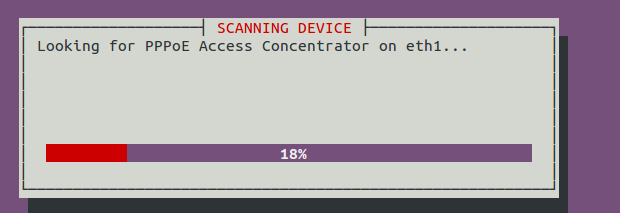 SCANNING DEVICE
Looking for PPPoE Access Concentrator on eth1...
18%